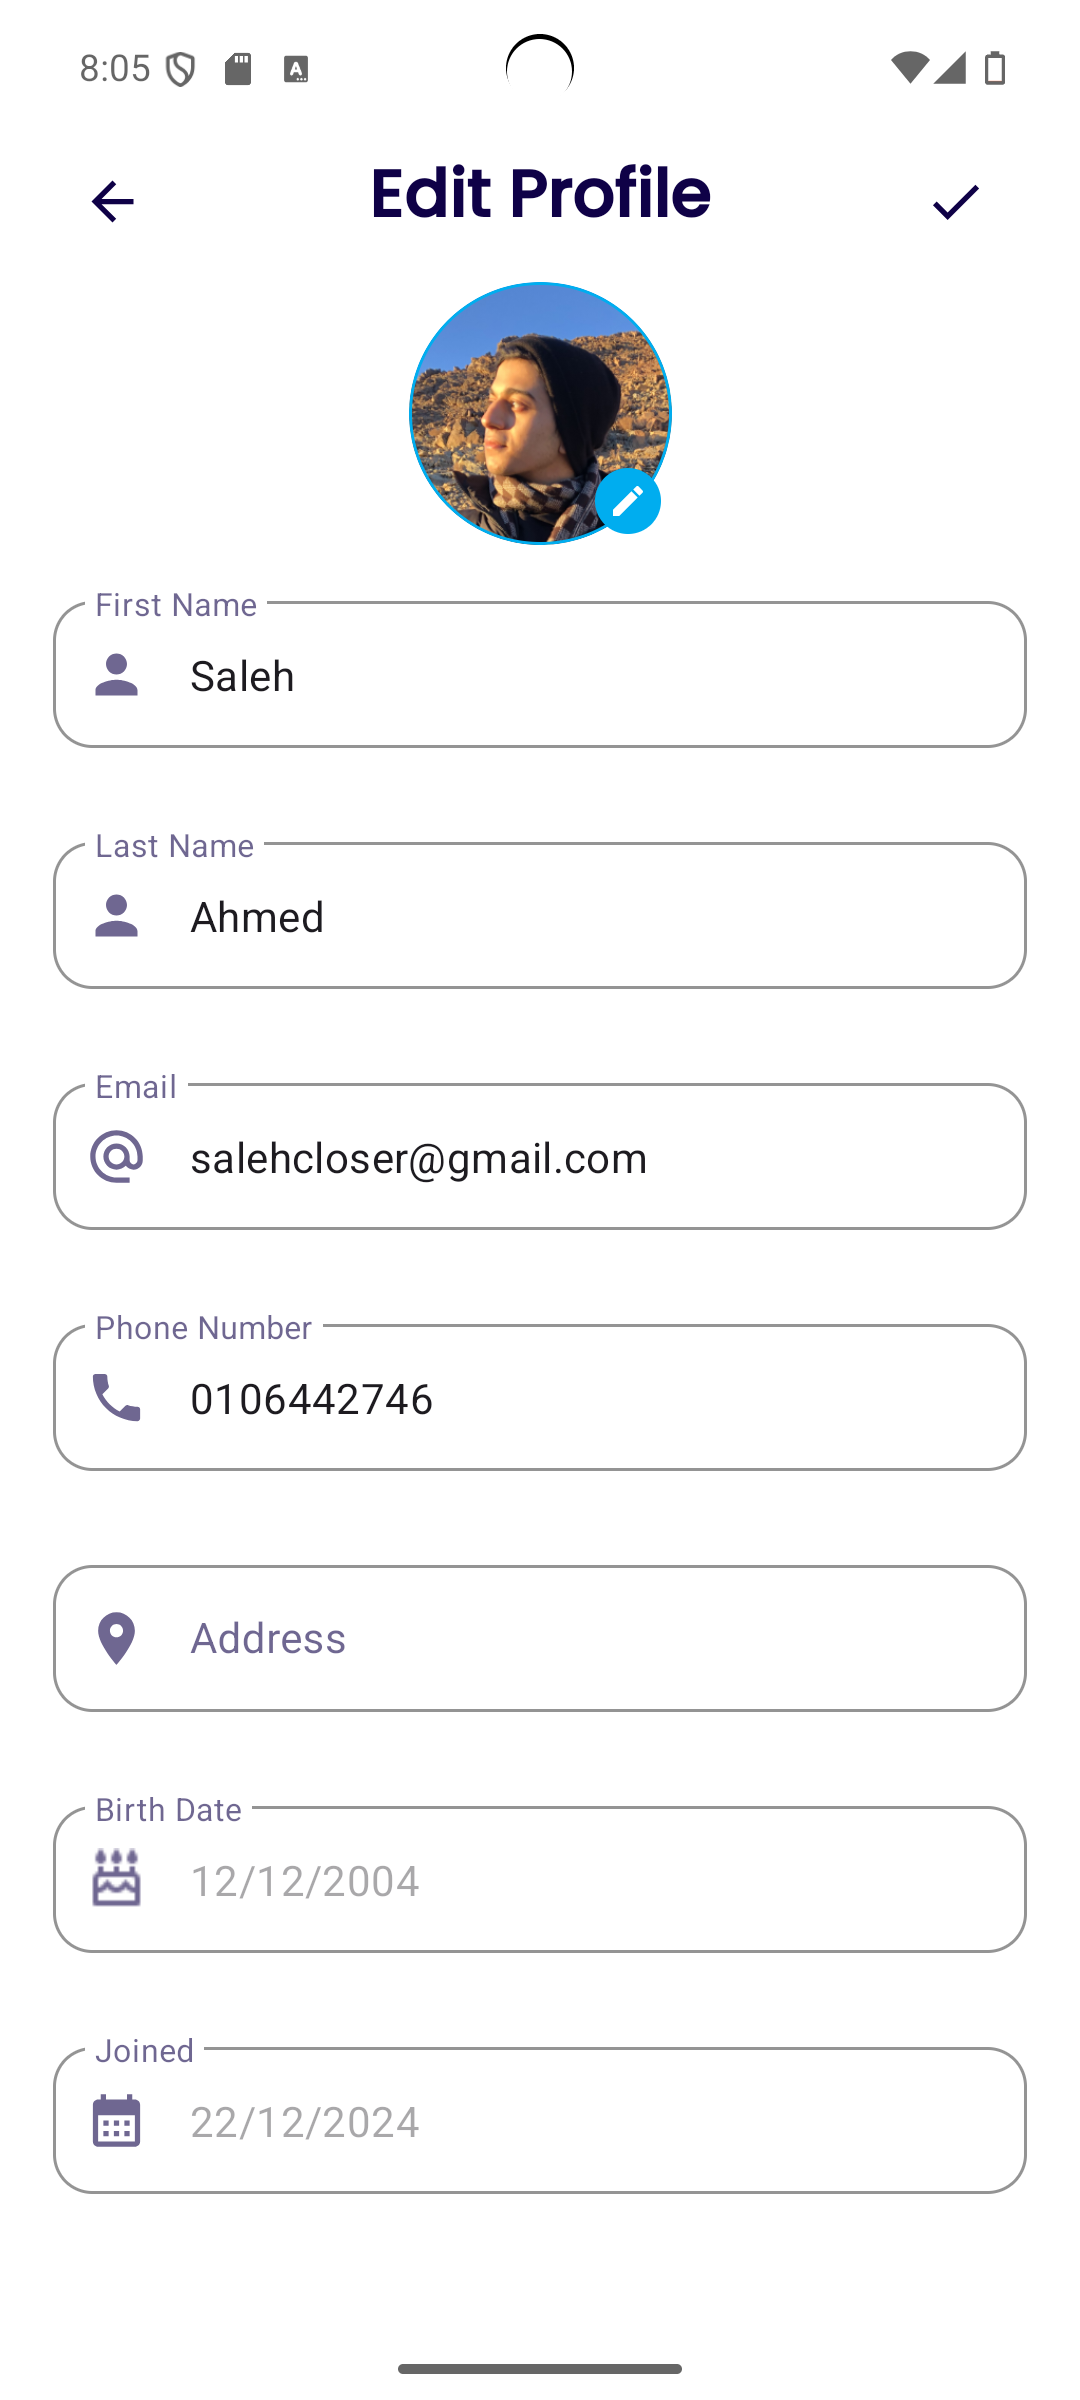 8:05
Edit Profile
First Name
Saleh
Last Name
Ahmed
Email
salehcloser@gmail.com
Phone Number
0106442746
Address
Birth Date
12/12/2004
Joined
22/12/2024